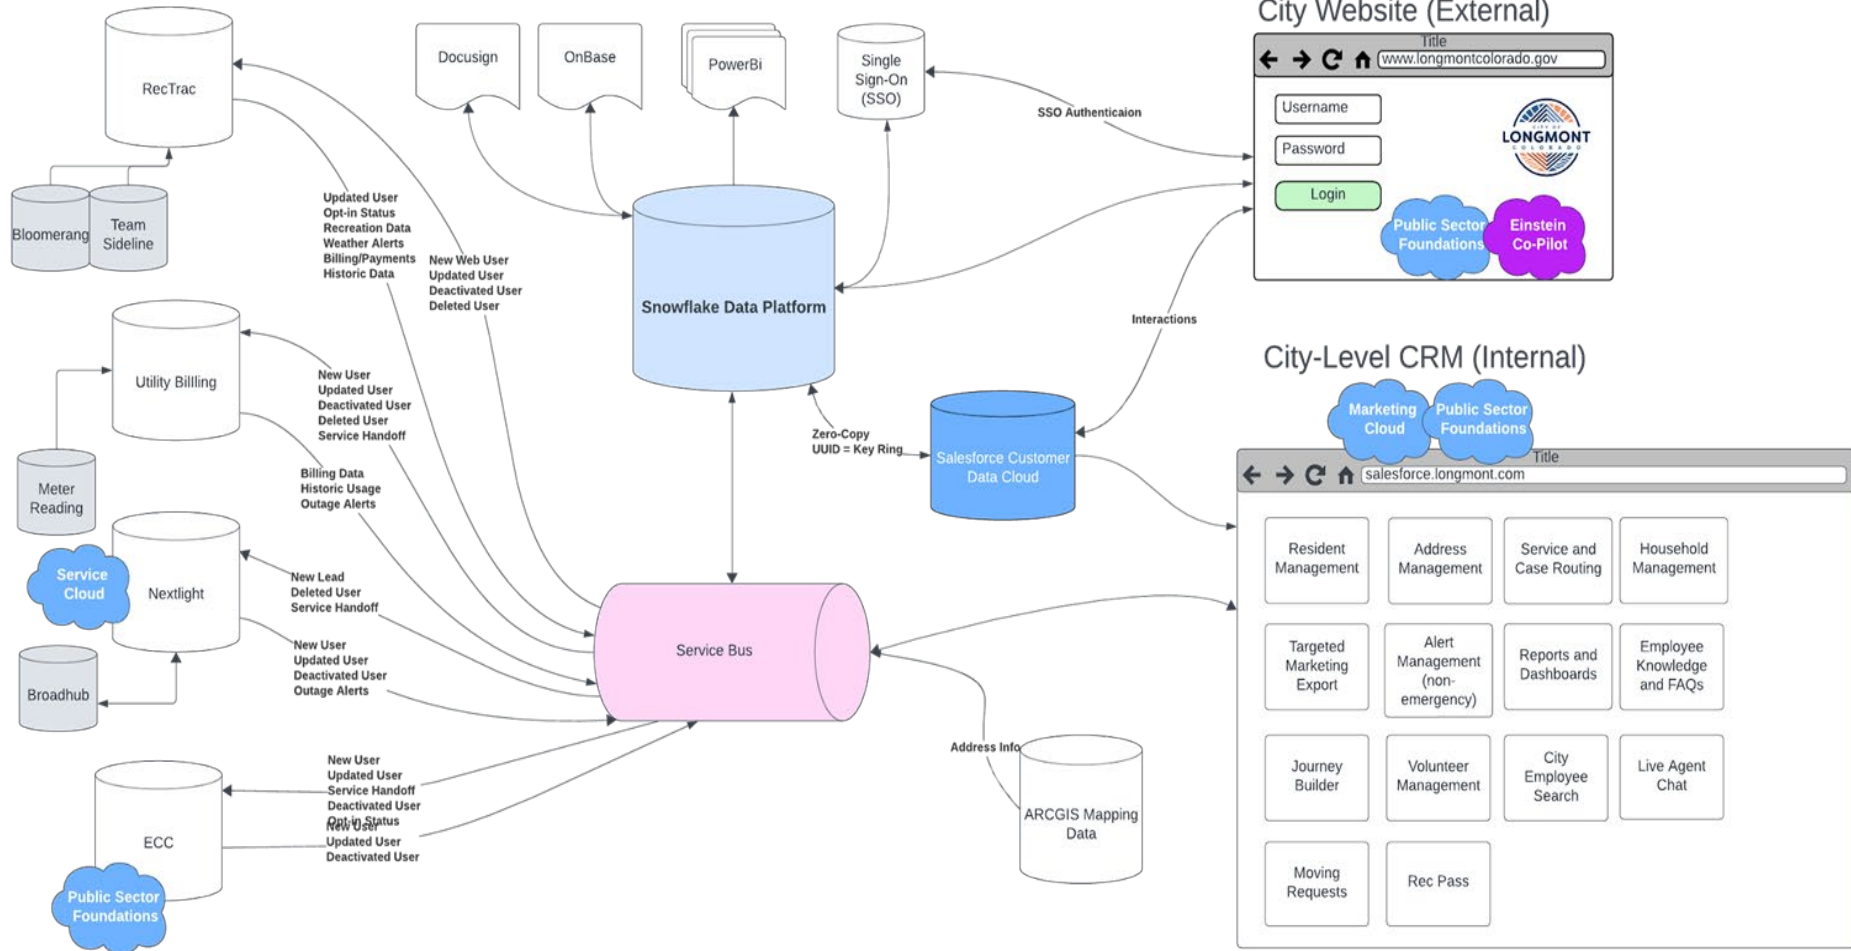 City Website (External)
Title
www.longmontcolorado.gov
Username
Password
Login
CITY OF
LONGMONT
COLORADO
Public Sector
Foundations
Einstein
Co-Pilot
RecTrac
Docusign
OnBase
PowerBi
Single
Sign-On
(SSO)
SSO Authenticaion
Bloomerang
Team
Sideline
Updated User
Opt-in Status
Recreation Data
Weather Alerts
Billing/Payments
Historic Data
New Web User
Updated User
Deactivated User
Deleted User
Snowflake Data Platform
Interactions
Utility Billling
New User
Updated User
Deactivated User
Deleted User
Service Handoff
Zero-Copy
UUID = Key Ring
Salesforce Customer
Data Cloud
Meter
Reading
Billing Data
Historic Usage
Outage Alerts
Service
Cloud
Nextlight
New Lead
Deleted User
Service Handoff
New User
Updated User
Deactivated User
Outage Alerts
Broadhub
Service Bus
ECC
Public Sector
Foundations
New User
Updated User
Service Handoff
Deactivated User
Opt-in Status
New User
Updated User
Deactivated User
Address Info
ARCGIS Mapping
Data
City-Level CRM (Internal)
Marketing
Cloud
Public Sector
Foundations
Title
salesforce.longmont.com
Resident
Management
Address
Management
Service and
Case Routing
Household
Management
Targeted
Marketing
Export
Alert
Management
(non-
emergency)
Reports and
Dashboards
Employee
Knowledge
and FAQs
Journey
Builder
Volunteer
Management
City
Employee
Search
Live Agent
Chat
Moving
Requests
Rec Pass